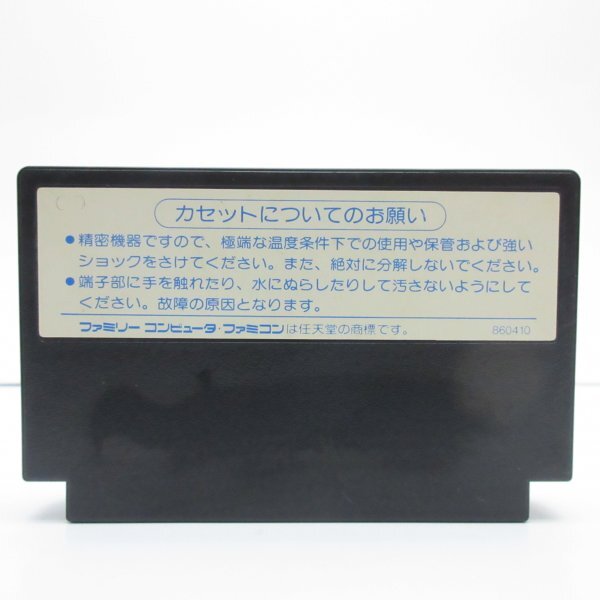 カセットについてのお願い
●精密機器ですので、極端な温度条件下での使用や保管および強い
ショックをさけてください。また、絶対に分解しないでください。
●端子部に手を触れたり、水にぬらしたりして汚さないようにして
ください。故障の原因となります。
ファミリー コンピュータ・ファミコンは任天堂の商標です。 860410